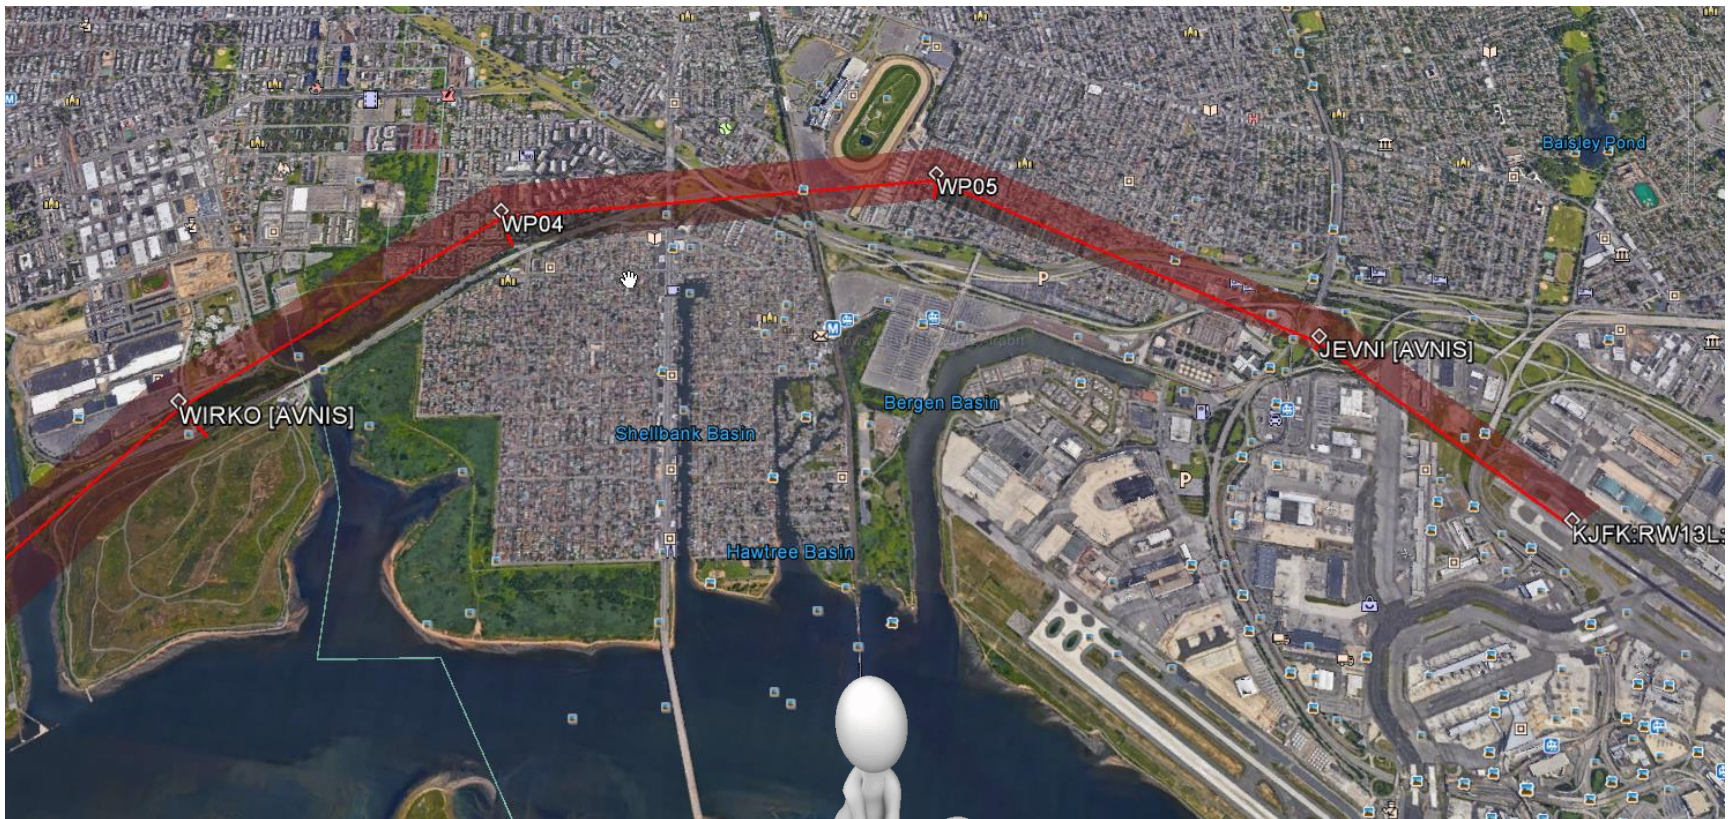 Baisley Pond
WP05
WP04
JEVNI [AVNIS]
P
M
M
H
Bergen Basin
WIRKO [AVNIS]
Shellbank Basin
P
KJFK:RW13L:
Hawtree Basin